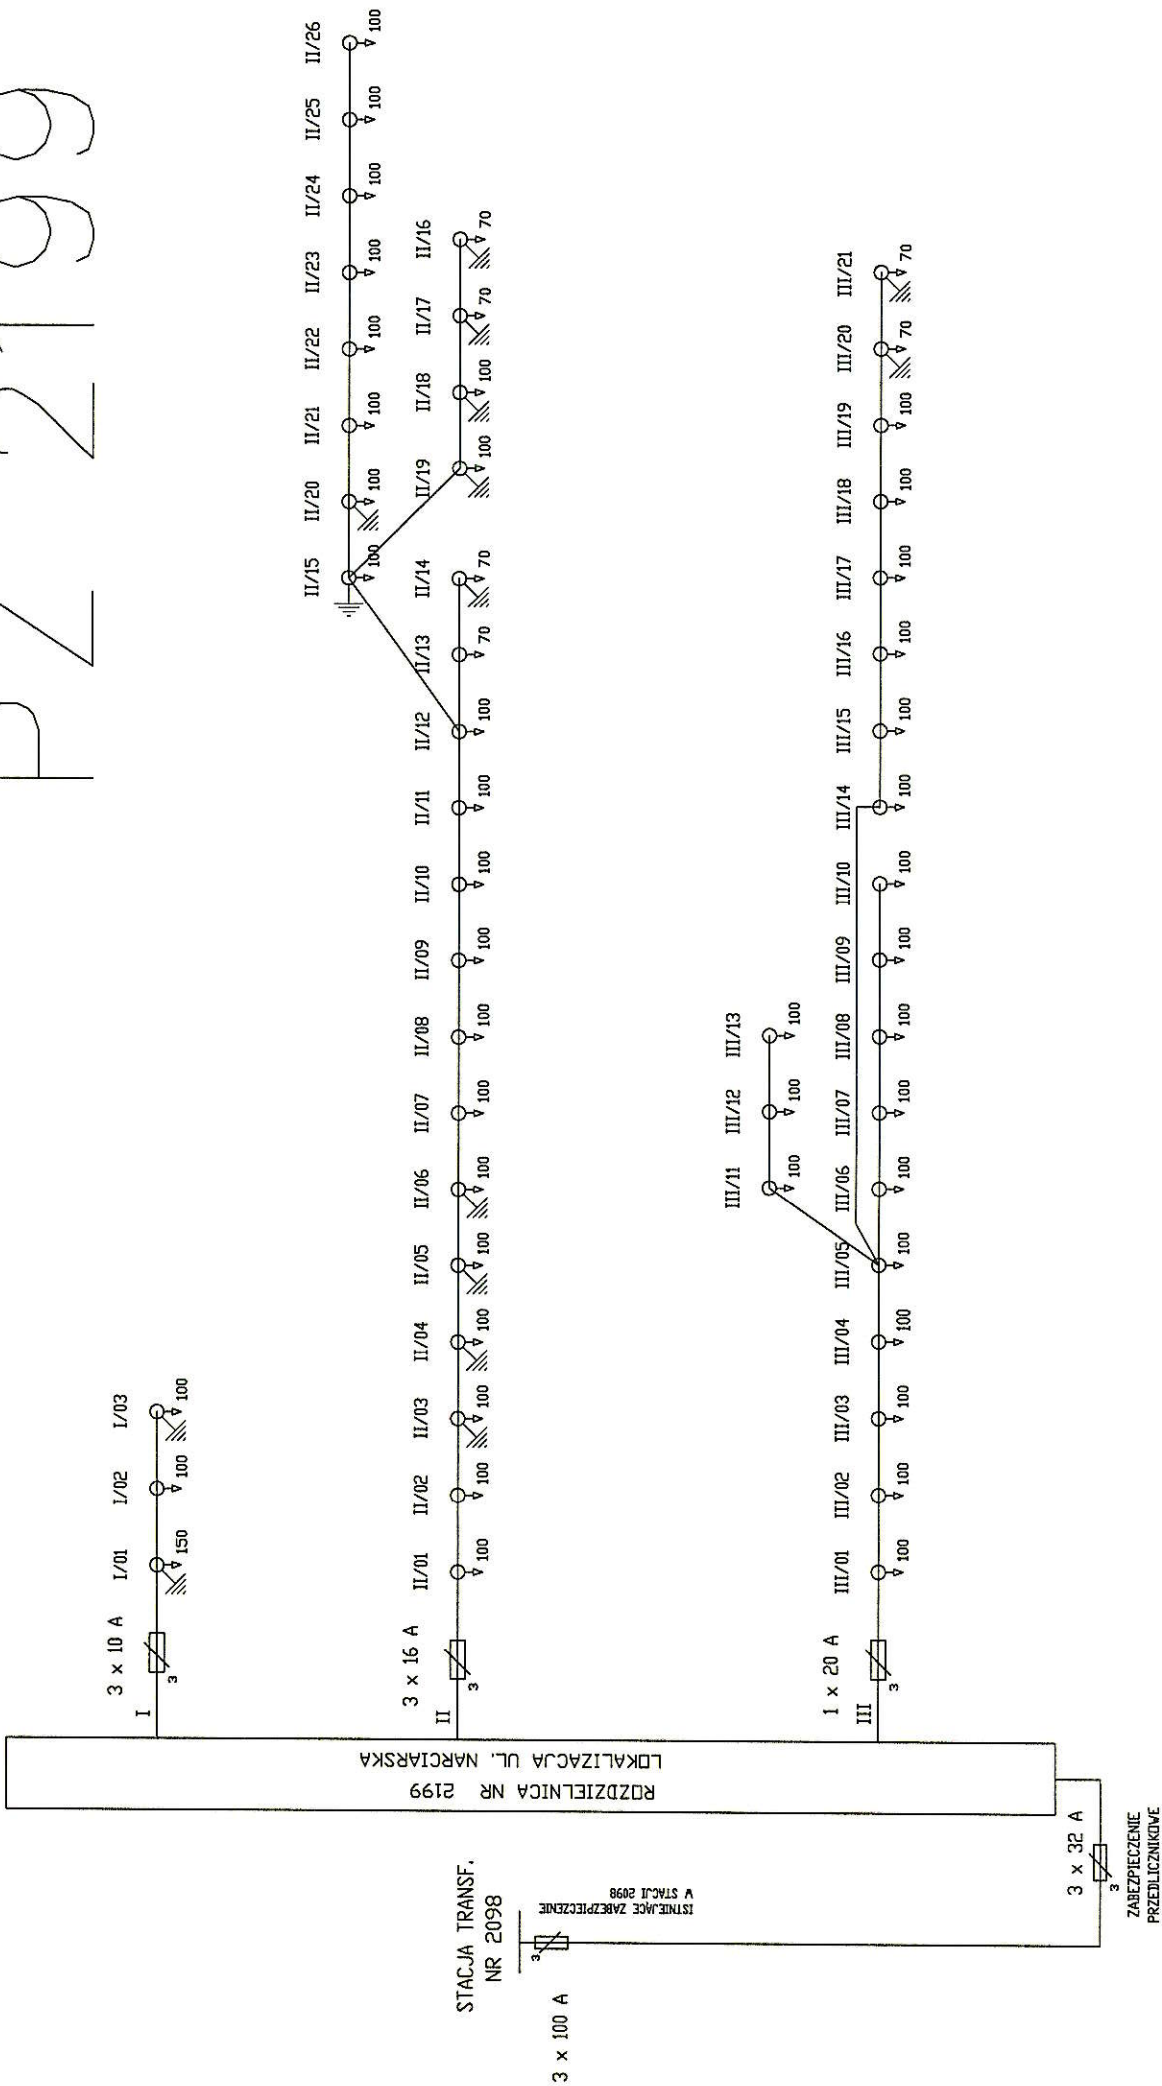 PZ 2199
II/15 II/20 II/21 II/22 II/23 II/24 II/25 II/26
100 100 100 100 100 100 100 100
I/01 I/02 I/03
150 100 100
3 x 10 A
I
3
II/19 II/18 II/17 II/16
100 100 70 70
II/01 II/02 II/03 II/04 II/05 II/06 II/07 II/08 II/09 II/10 II/11 II/12 II/13 II/14
100 100 100 100 100 100 100 100 100 100 100 100 70 70
3 x 16 A
II
3
III/11 III/12 III/13
100 100 100
III/01 III/02 III/03 III/04 III/05 III/06 III/07 III/08 III/09 III/10 III/14 III/15 III/16 III/17 III/18 III/19 III/20 III/21
100 100 100 100 100 100 100 100 100 100 100 100 100 100 100 100 70 70
1 x 20 A
III
3
ROZDZIELNICA NR 2199
LOKALIZACJA UL. NARCIARSKA
STACJA TRANSF.
NR 2098
3
3 x 100 A
ISTNIEJĄCE ZABEZPIECZENIE
W STACJI 2098
3 x 32 A
3
ZABEZPIECZENIE
PRZEDLICZNIKOWE